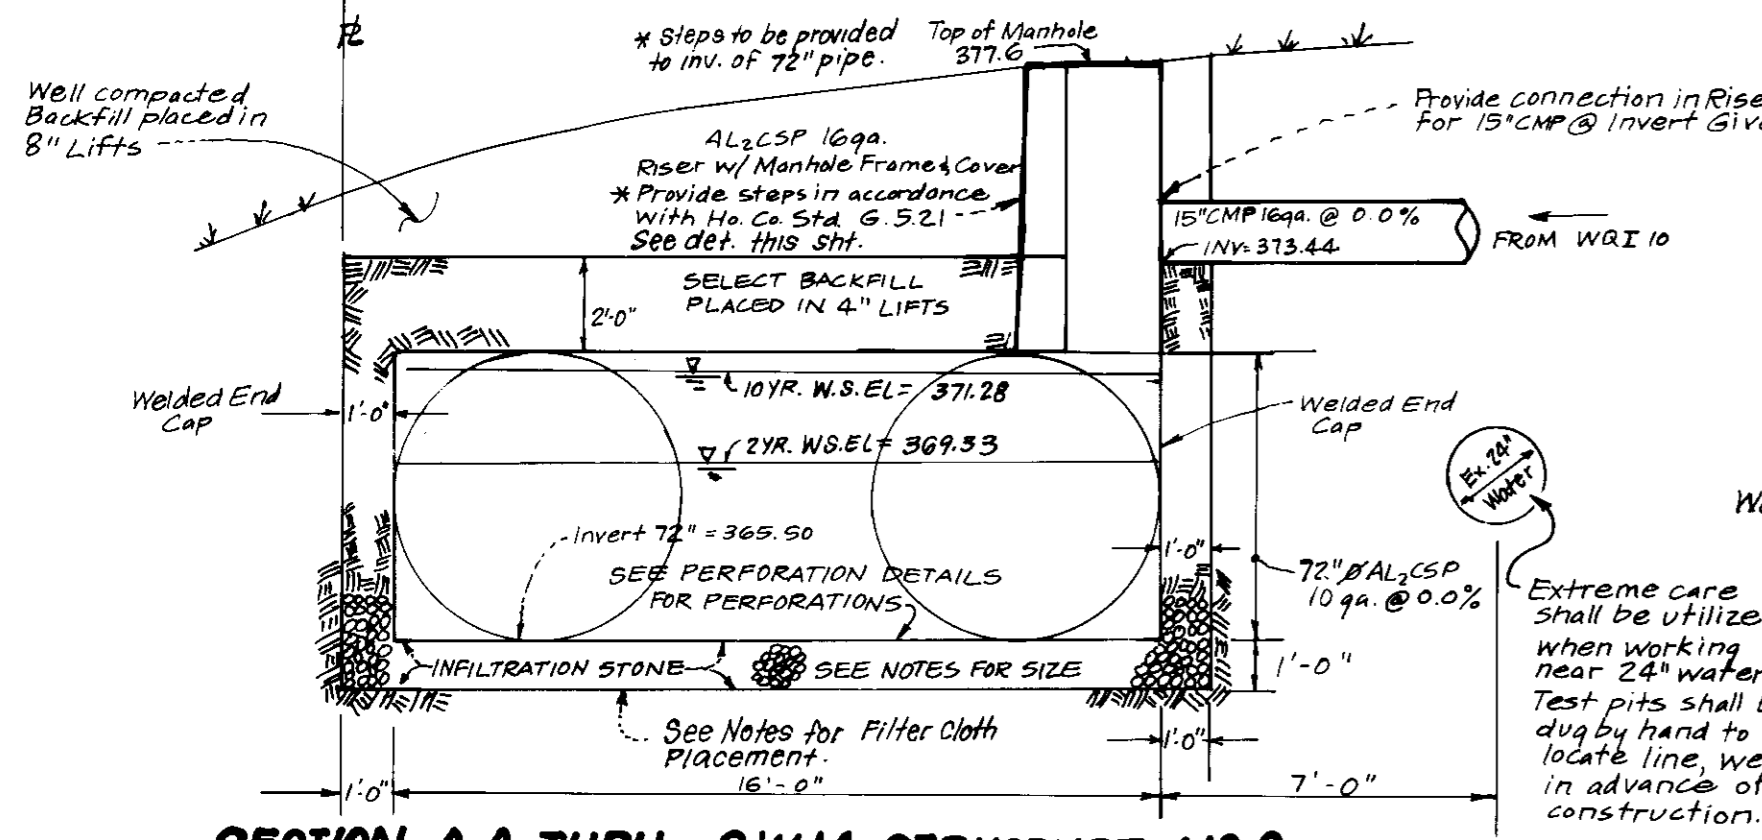 PL
* Steps to be provided
to inv. of 72" pipe.
Top of Manhole
377.6
Well compacted
Backfill placed in
8" Lifts
Provide connection in Rise
for 15" CMP @ Invert Giv
AL₂CSP 16ga.
Riser w/ Manhole Frame & Cover
* Provide steps in accordance
With Ho. Co. Std. G. 5.21
See det. this sht.
15" CMP 16ga. @ 0.0%
INV= 373.44
FROM WQI 10
SELECT BACKFILL
PLACED IN 4" LIFTS
2'-0"
10 YR. W.S.EL= 371.28
Welded End
Cap
1'-0"
Welded End
Cap
2 YR. WS.EL= 369.33
Ex. 24"
Water
Invert 72" = 365.50
SEE PERFORATION DETAILS
FOR PERFORATIONS
1'-0"
72" Ø AL₂CSP
10 ga. @ 0.0%
Extreme care
shall be utilize
when working
near 24" water
Test pits shall
dug by hand to
locate line, we
in advance of
construction.
INFILTRATION STONE
SEE NOTES FOR SIZE
1'-0"
See Notes for Filter Cloth
Placement.
1'-0"
1'-0"
16'-0"
7'-0"